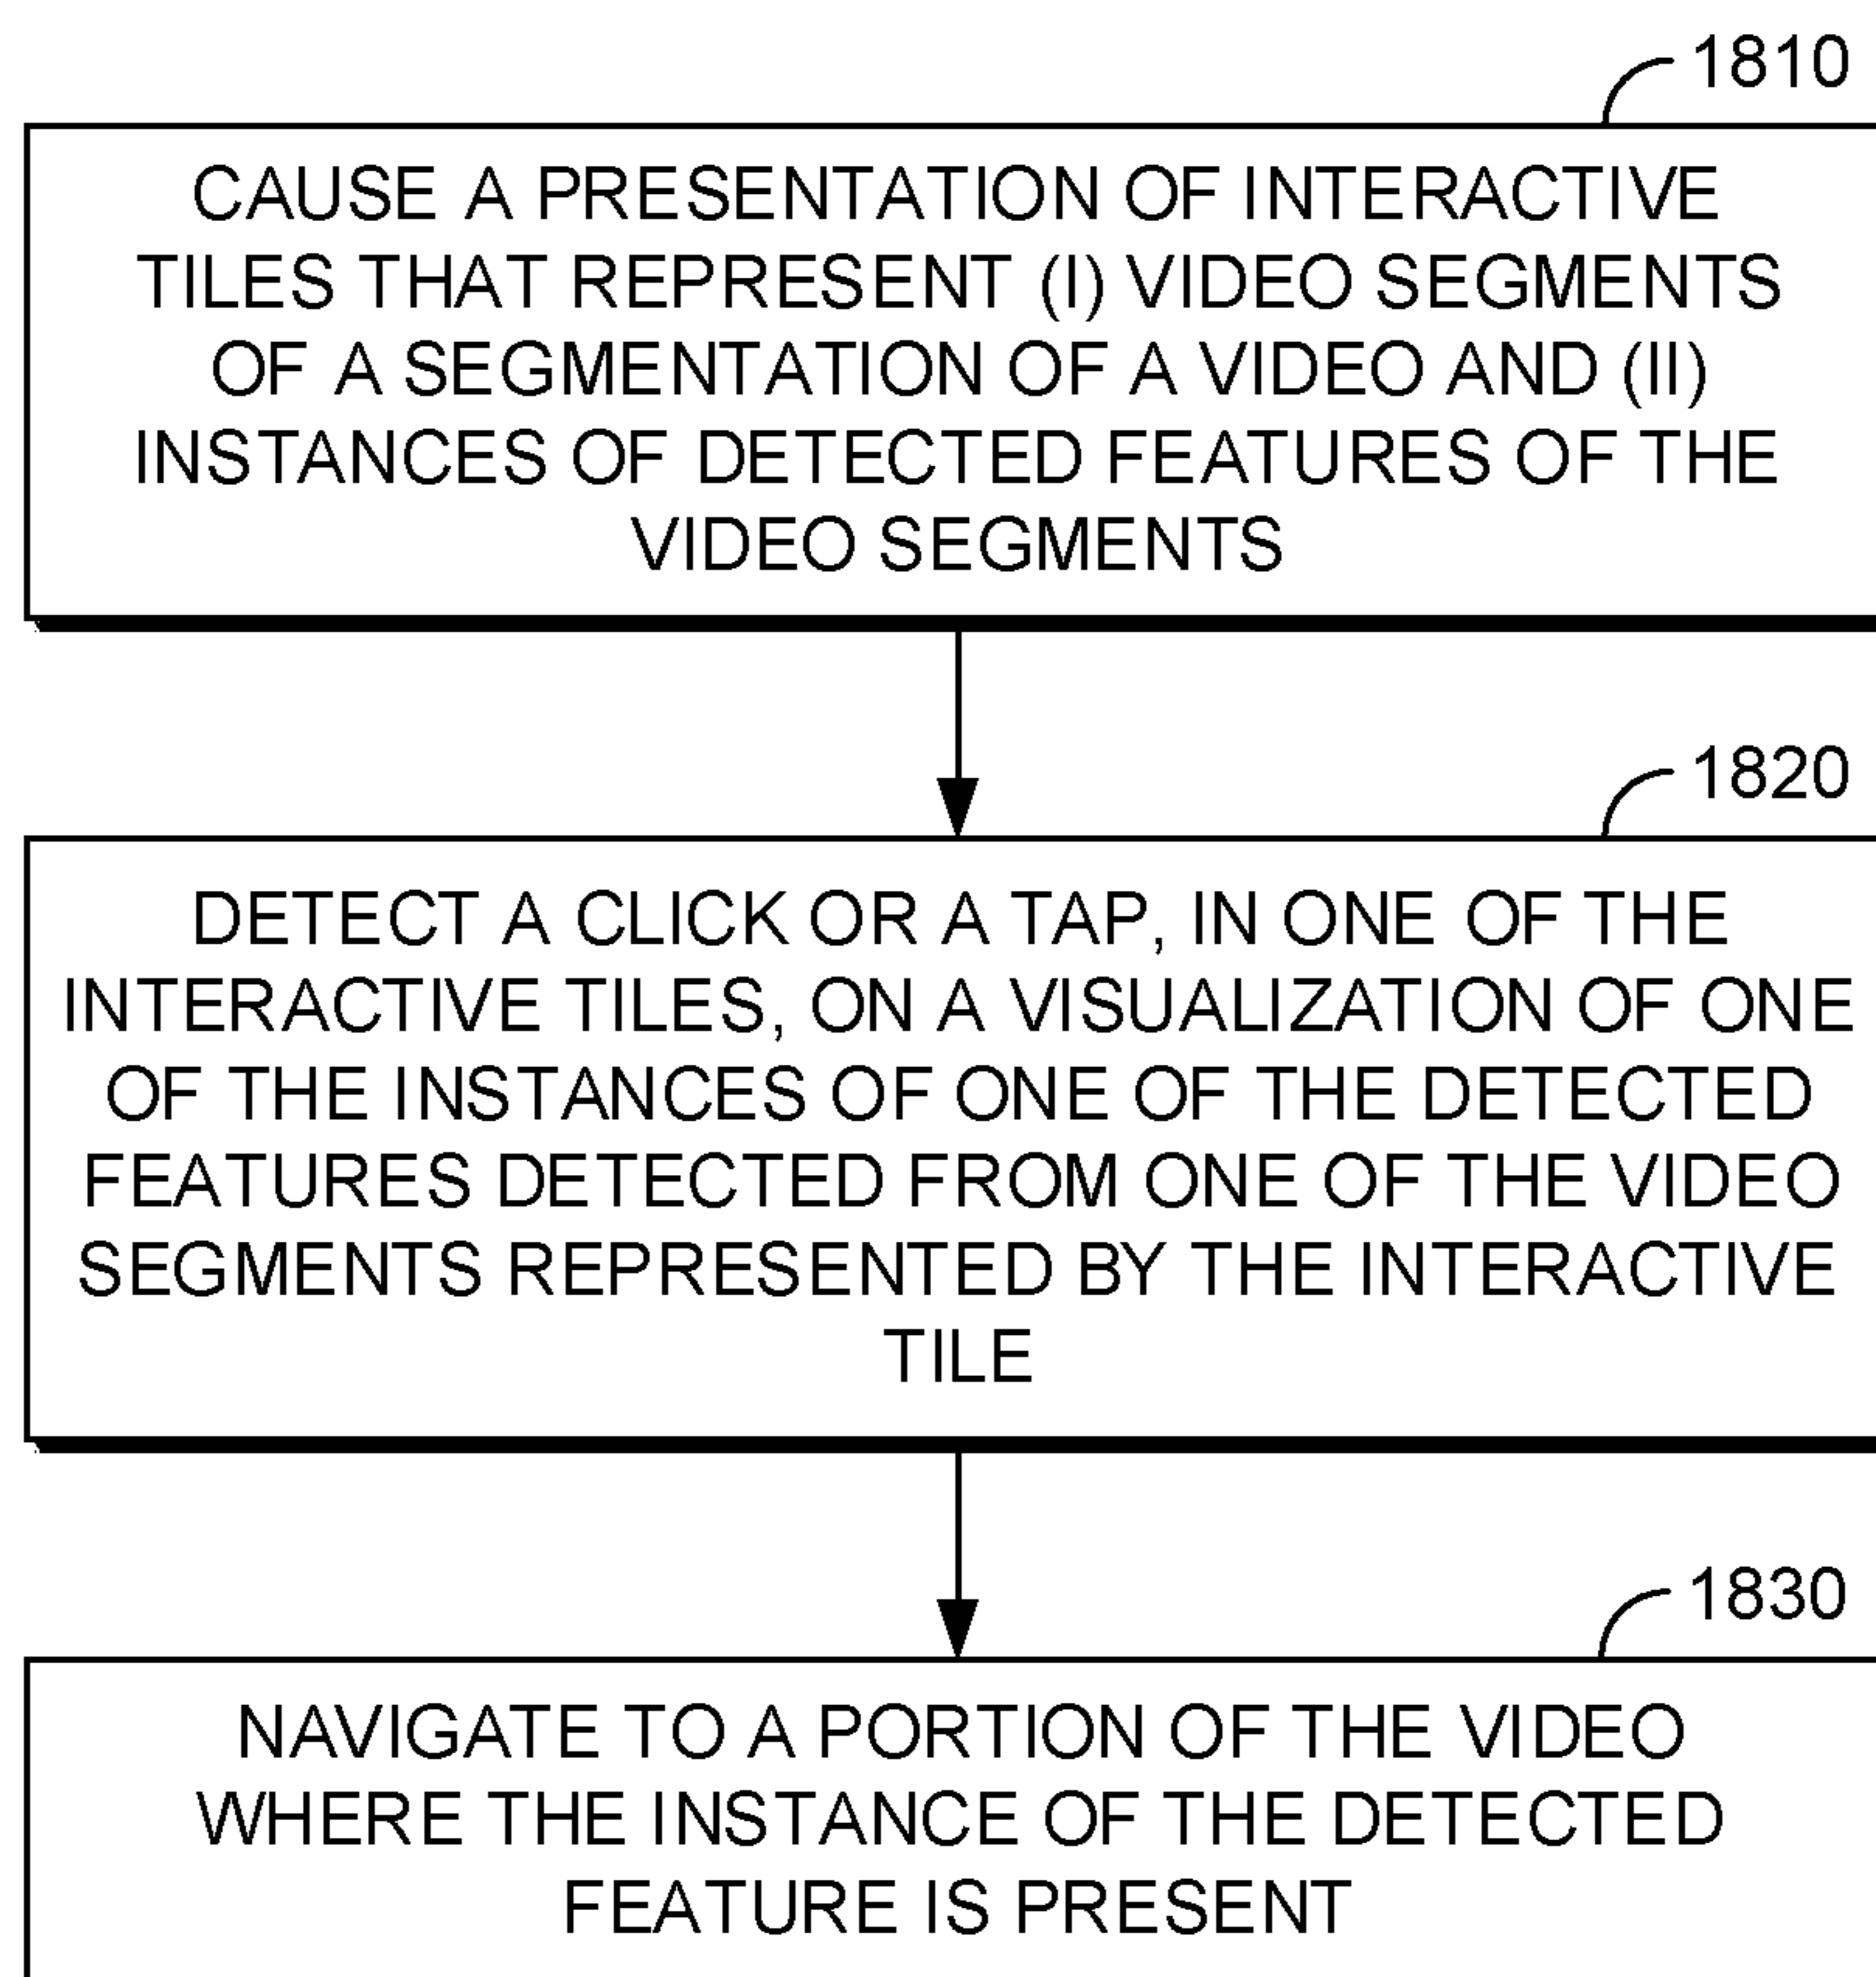 1810
CAUSE A PRESENTATION OF INTERACTIVE
TILES THAT REPRESENT (I) VIDEO SEGMENTS
OF A SEGMENTATION OF A VIDEO AND (II)
INSTANCES OF DETECTED FEATURES OF THE
VIDEO SEGMENTS
1820
DETECT A CLICK OR A TAP, IN ONE OF THE
INTERACTIVE TILES, ON A VISUALIZATION OF ONE
OF THE INSTANCES OF ONE OF THE DETECTED
FEATURES DETECTED FROM ONE OF THE VIDEO
SEGMENTS REPRESENTED BY THE INTERACTIVE
TILE
1830
NAVIGATE TO A PORTION OF THE VIDEO
WHERE THE INSTANCE OF THE DETECTED
FEATURE IS PRESENT